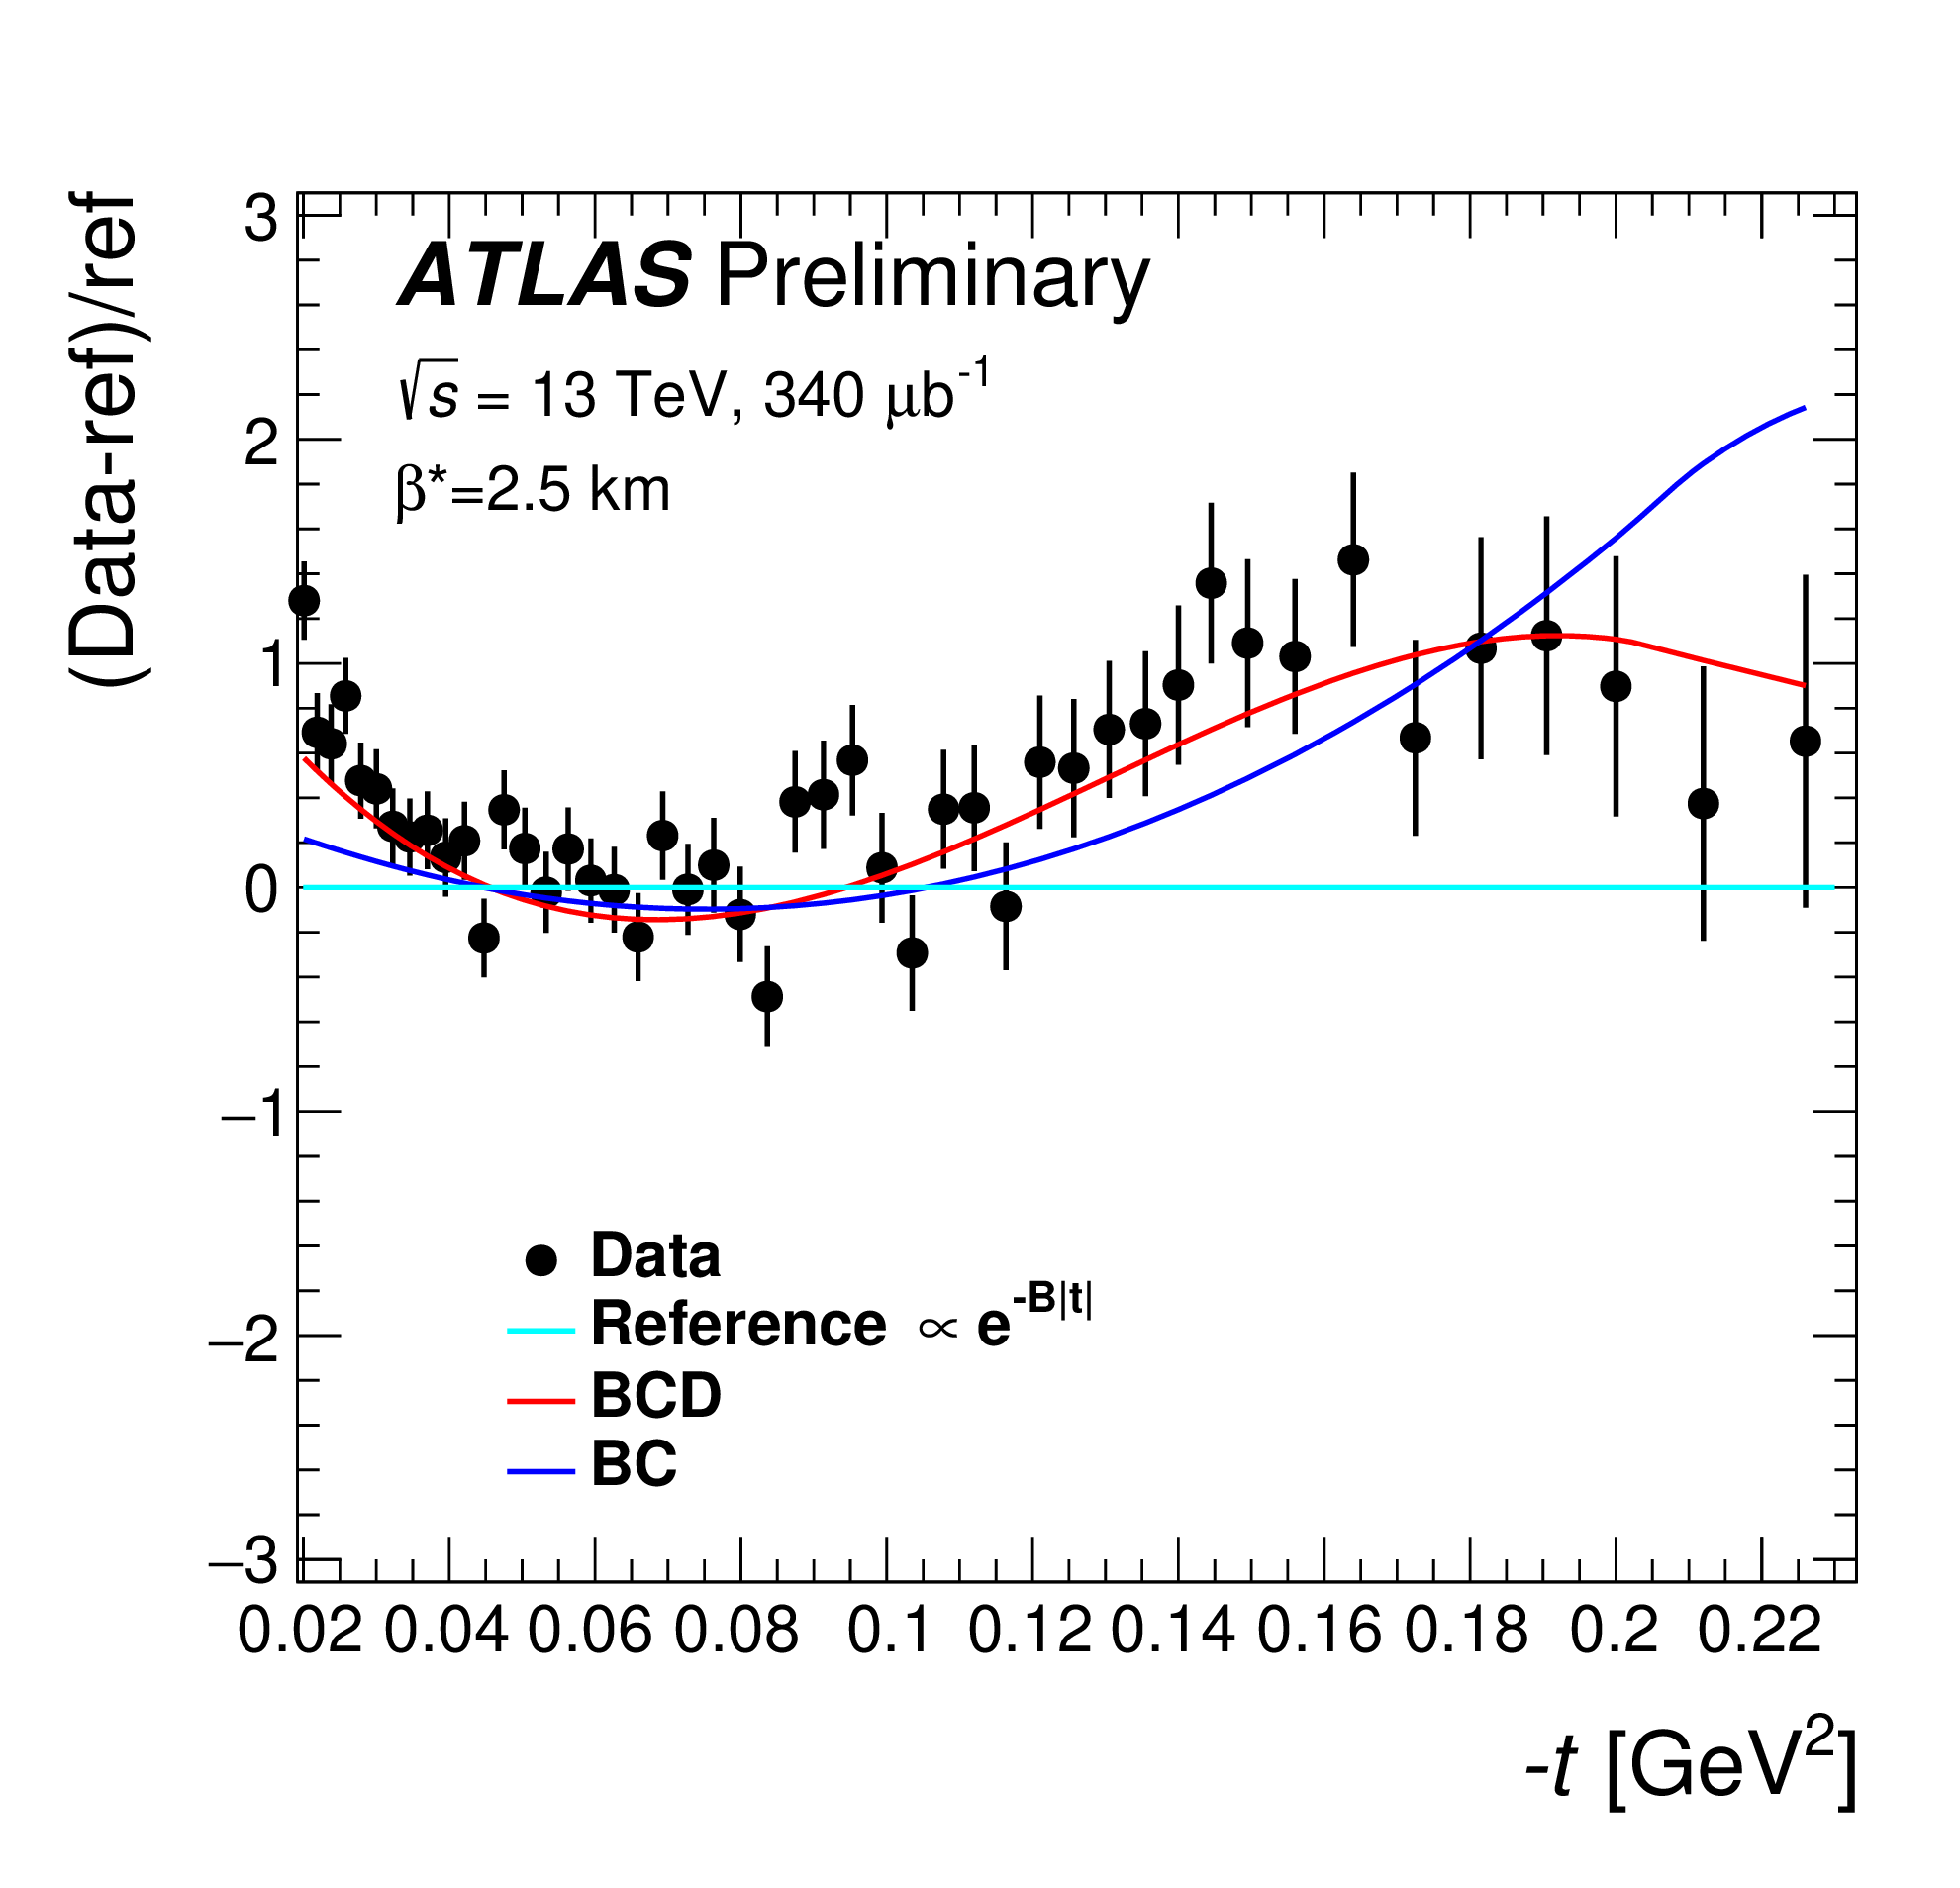 (Data-ref)/ref
ATLAS Preliminary
√s = 13 TeV, 340 μb⁻¹
β*=2.5 km
3
2
1
0
−1
−2
−3
Data
Reference ∝ e^-B|t|
BCD
BC
0.02 0.04 0.06 0.08 0.1 0.12 0.14 0.16 0.18 0.2 0.22
-t [GeV²]